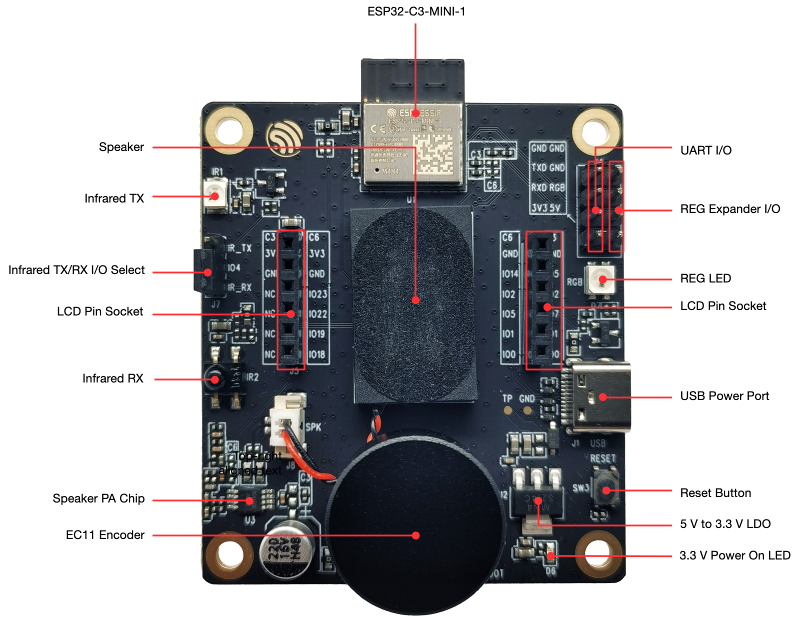 ESP32-C3-MINI-1
Speaker
Infrared TX
Infrared TX/RX I/O Select
LCD Pin Socket
Infrared RX
Speaker PA Chip
EC11 Encoder
UART I/O
REG Expander I/O
REG LED
LCD Pin Socket
USB Power Port
Reset Button
5 V to 3.3 V LDO
3.3 V Power On LED
IR1
IR_TX
IO4
IR_RX
J7
IR2
C3 C6
3V 3V3
GND GND
NC IO23
NC IO22
NC IO19
NC IO18
J5
C6
GND
IO14
IO2
IO5
IO1
IO0
GND GND
TXD GND
RXD RGB
3V3 5V
RGB
C6
TP GND
J1 USB
RESET
SW3
SPK
J8
U3
220
16V
H48
D6